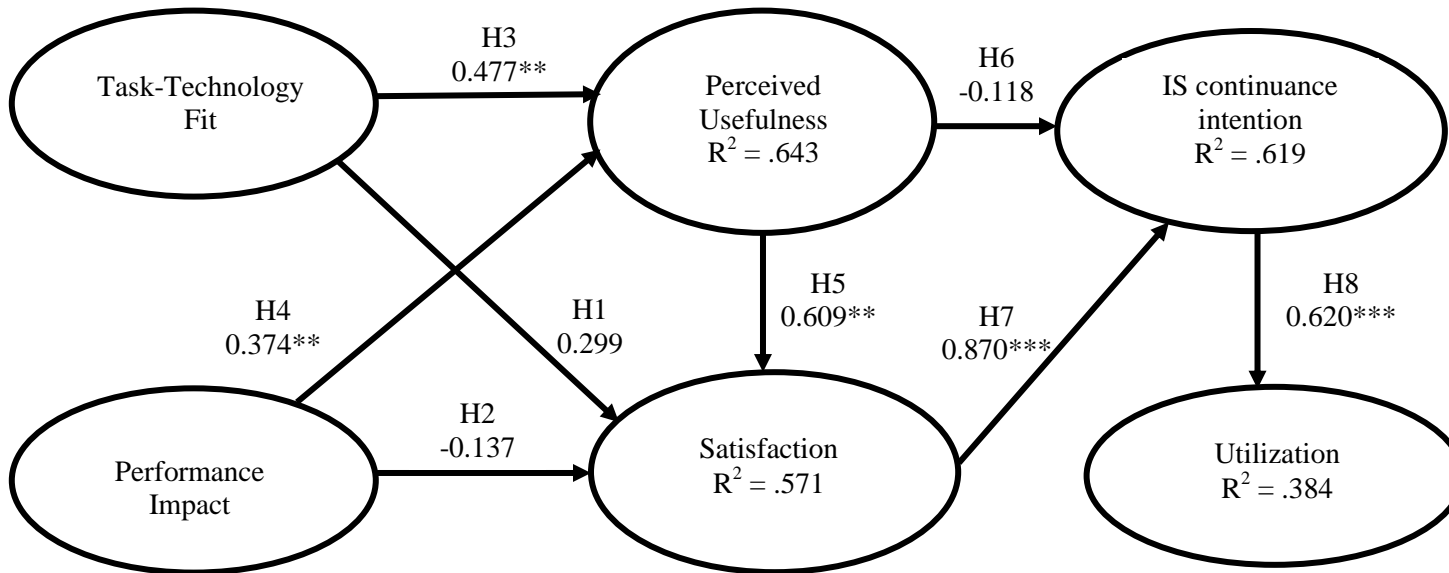 Task-Technology
Fit
H3
0.477**
Perceived
Usefulness
R² = .643
H6
-0.118
IS continuance
intention
R² = .619
H4
0.374**
H1
0.299
H5
0.609**
H7
0.870***
H8
0.620***
Performance
Impact
H2
-0.137
Satisfaction
R² = .571
Utilization
R² = .384